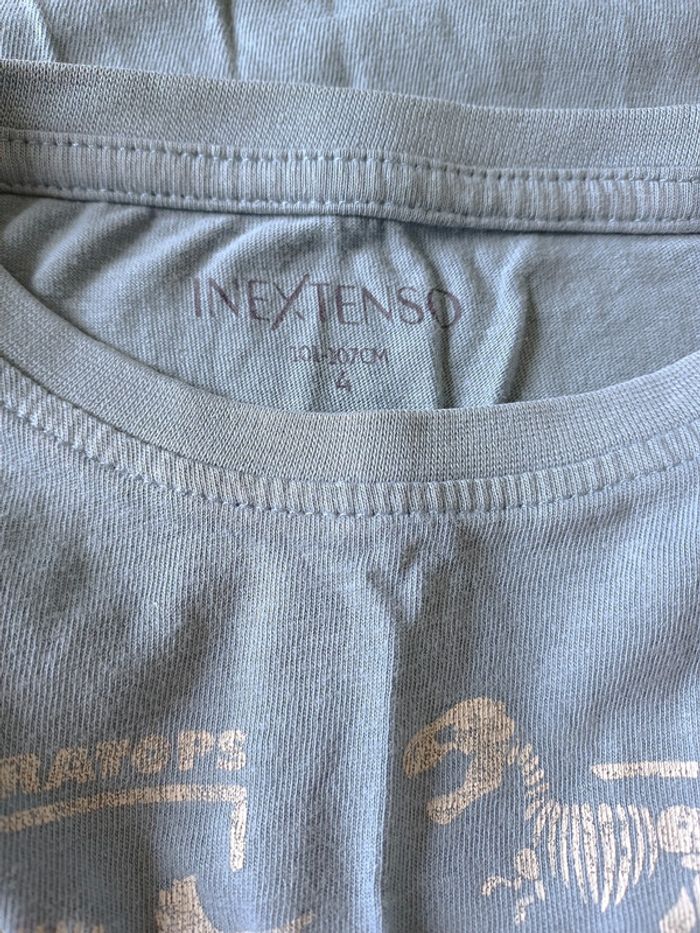 INEXTENSO
101-107CM
4
RATOPS